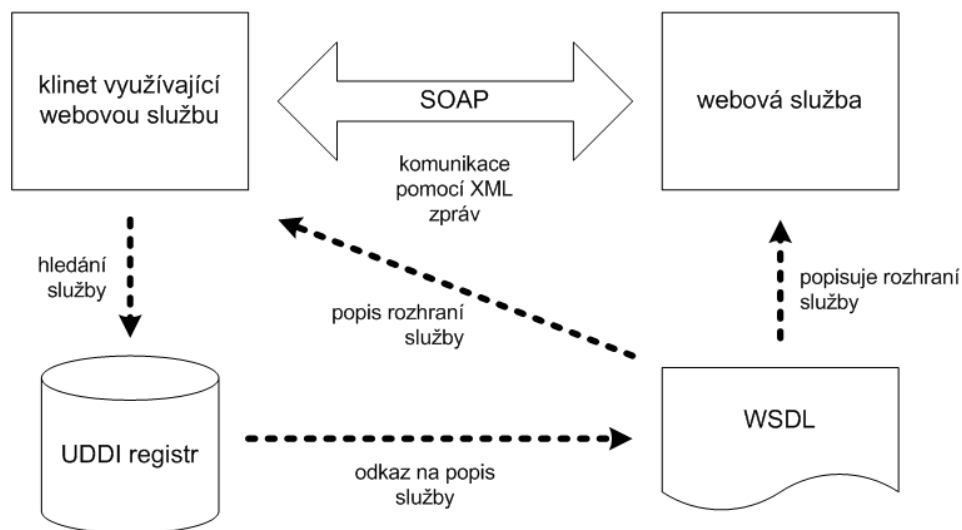 klinet využívající
webovou službu
SOAP
webová služba
komunikace
pomocí XML
zpráv
hledání
služby
popis rozhraní
služby
popisuje rozhraní
služby
UDDI registr
WSDL
odkaz na popis
služby